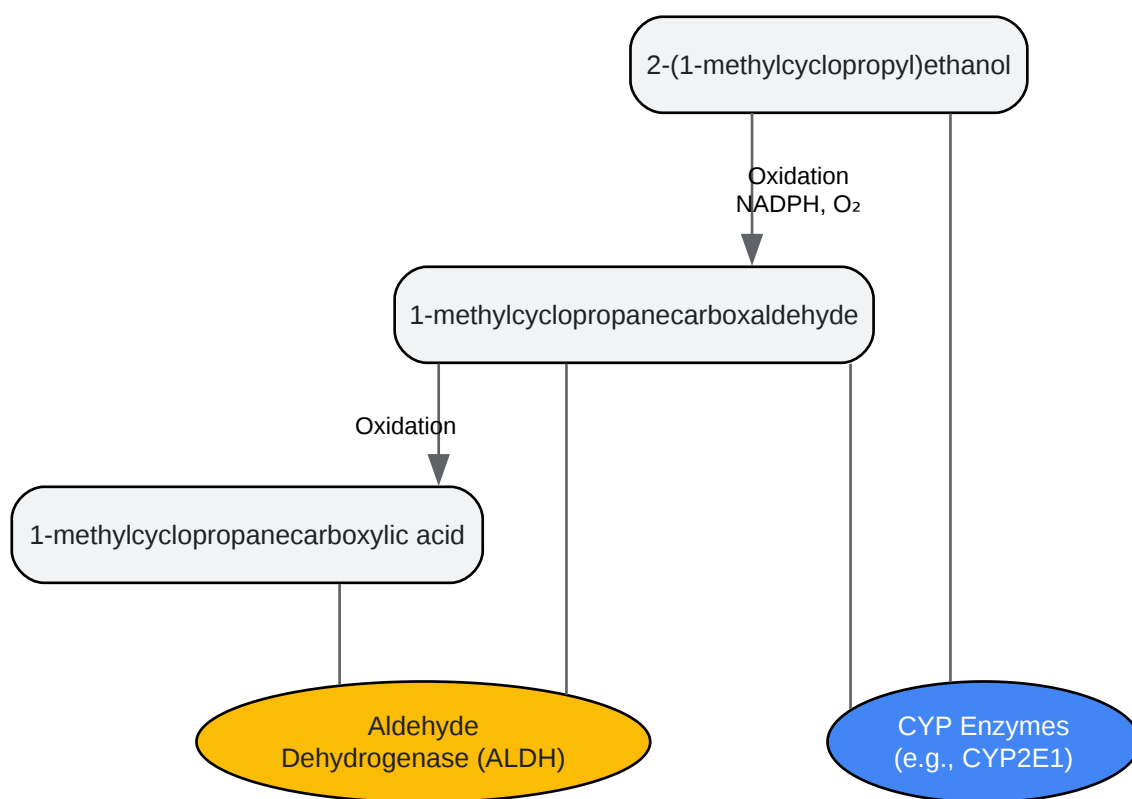 2-(1-methylcyclopropyl)ethanol
Oxidation
NADPH, O₂
1-methylcyclopropanecarboxaldehyde
Oxidation
1-methylcyclopropanecarboxylic acid
Aldehyde
Dehydrogenase (ALDH)
CYP Enzymes
(e.g., CYP2E1)